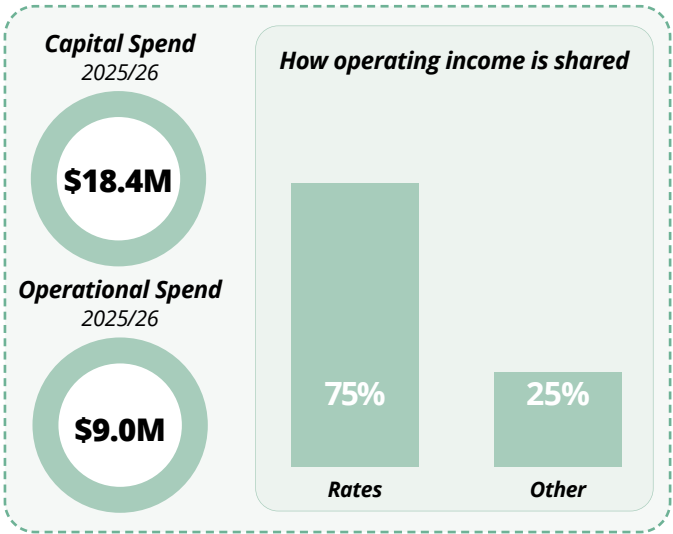 Capital Spend
2025/26
$18.4M
Operational Spend
2025/26
$9.0M
How operating income is shared
75%
25%
Rates
Other